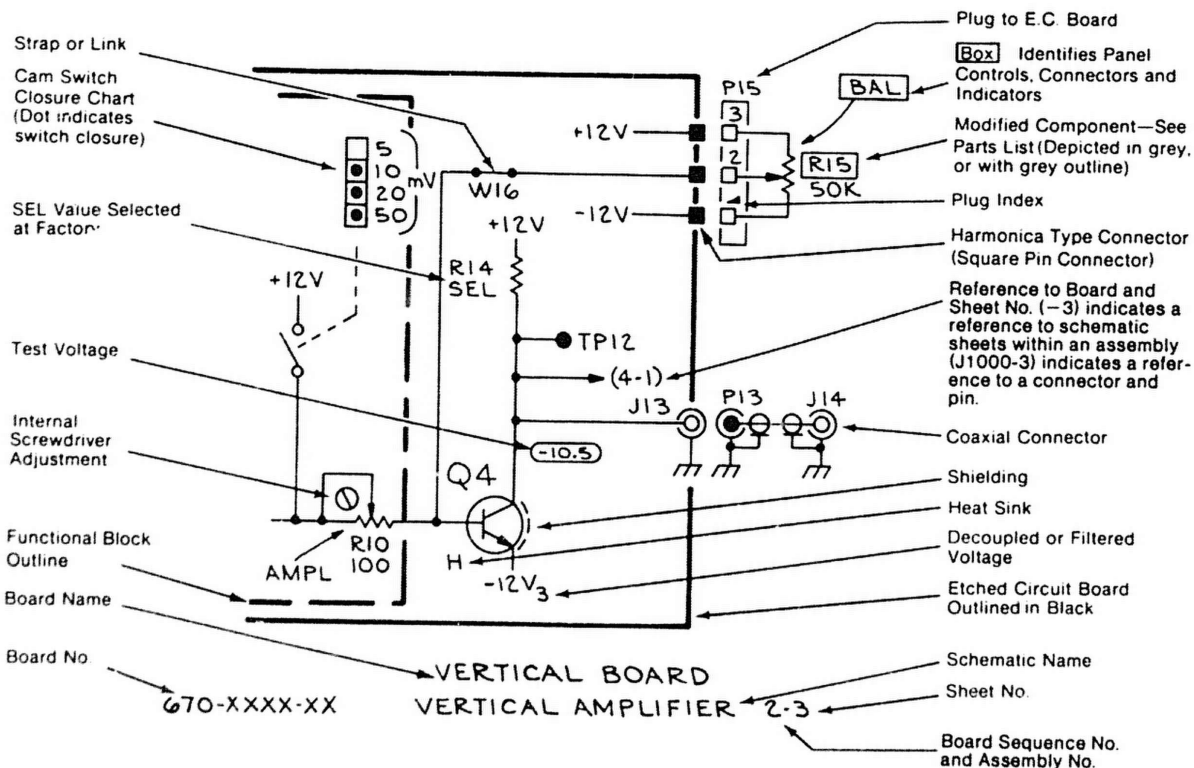 Strap or Link
Cam Switch
Closure Chart
(Dot indicates
switch closure)
SEL Value Selected
at Factory
Test Voltage
Internal
Screwdriver
Adjustment
Functional Block
Outline
Board Name
Board No.
670-XXXX-XX
5
10
20
50
mV
+12V
AMPL
R10
100
W16
+12V
R14
SEL
TP12
(4-1)
J13
-10.5
Q4
H
-12V3
+12V
-12V
P15
3
2
BAL
R15
50K
P13
J14
VERTICAL BOARD
VERTICAL AMPLIFIER 2-3
Plug to E.C. Board
Box Identifies Panel
Controls, Connectors and
Indicators
Modified Component—See
Parts List (Depicted in grey,
or with grey outline)
Plug Index
Harmonica Type Connector
(Square Pin Connector)
Reference to Board and
Sheet No. (—3) indicates a
reference to schematic
sheets within an assembly
(J1000-3) indicates a refer-
ence to a connector and
pin.
Coaxial Connector
Shielding
Heat Sink
Decoupled or Filtered
Voltage
Etched Circuit Board
Outlined in Black
Schematic Name
Sheet No.
Board Sequence No.
and Assembly No.